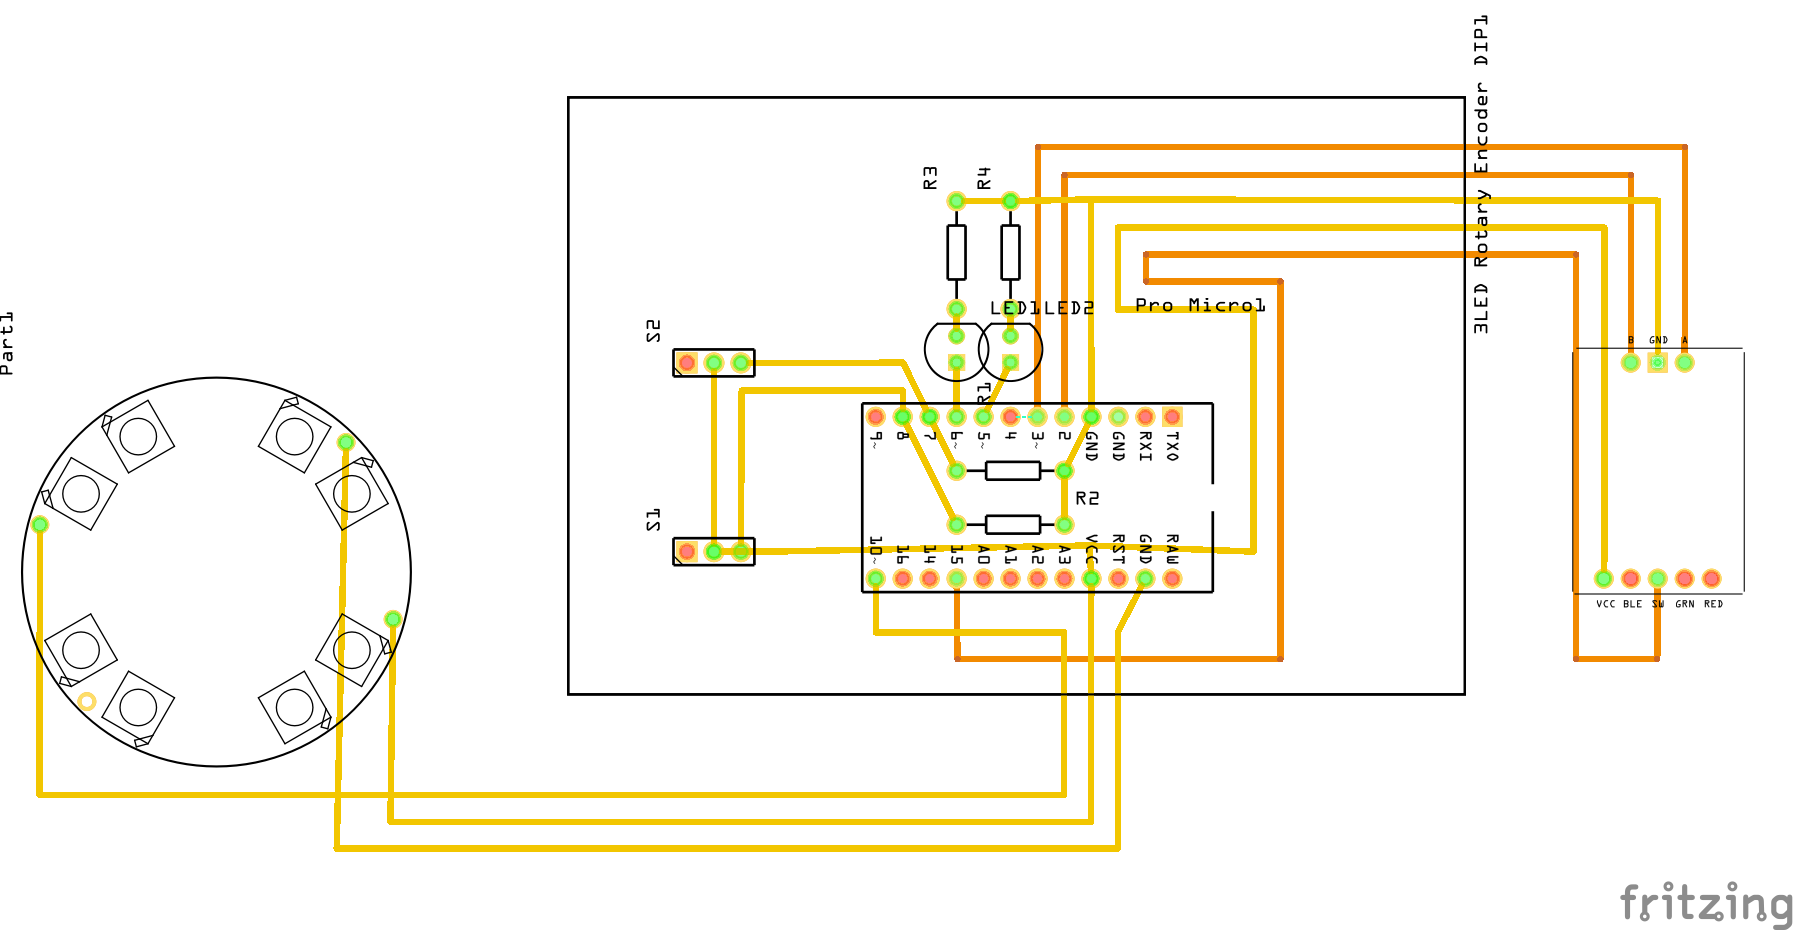 3LED Rotary Encoder DIP1
R3
R4
Part1
S2
LED1
LED2
Pro Micro1
B
GND
A
R1
9~
8
7
6~
5~
4
3~
2
GND
GND
RXI
TXO
R2
S1
10~
16
14
15
A0
A1
A2
A3
VCC
RST
GND
RAW
VCC
BLE
SW
GRN
RED
fritzing